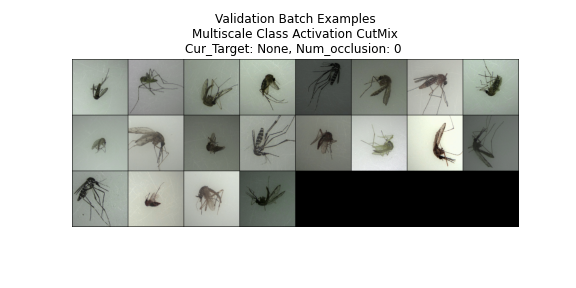 Validation Batch Examples
Multiscale Class Activation CutMix
Cur_Target: None, Num_occlusion: 0